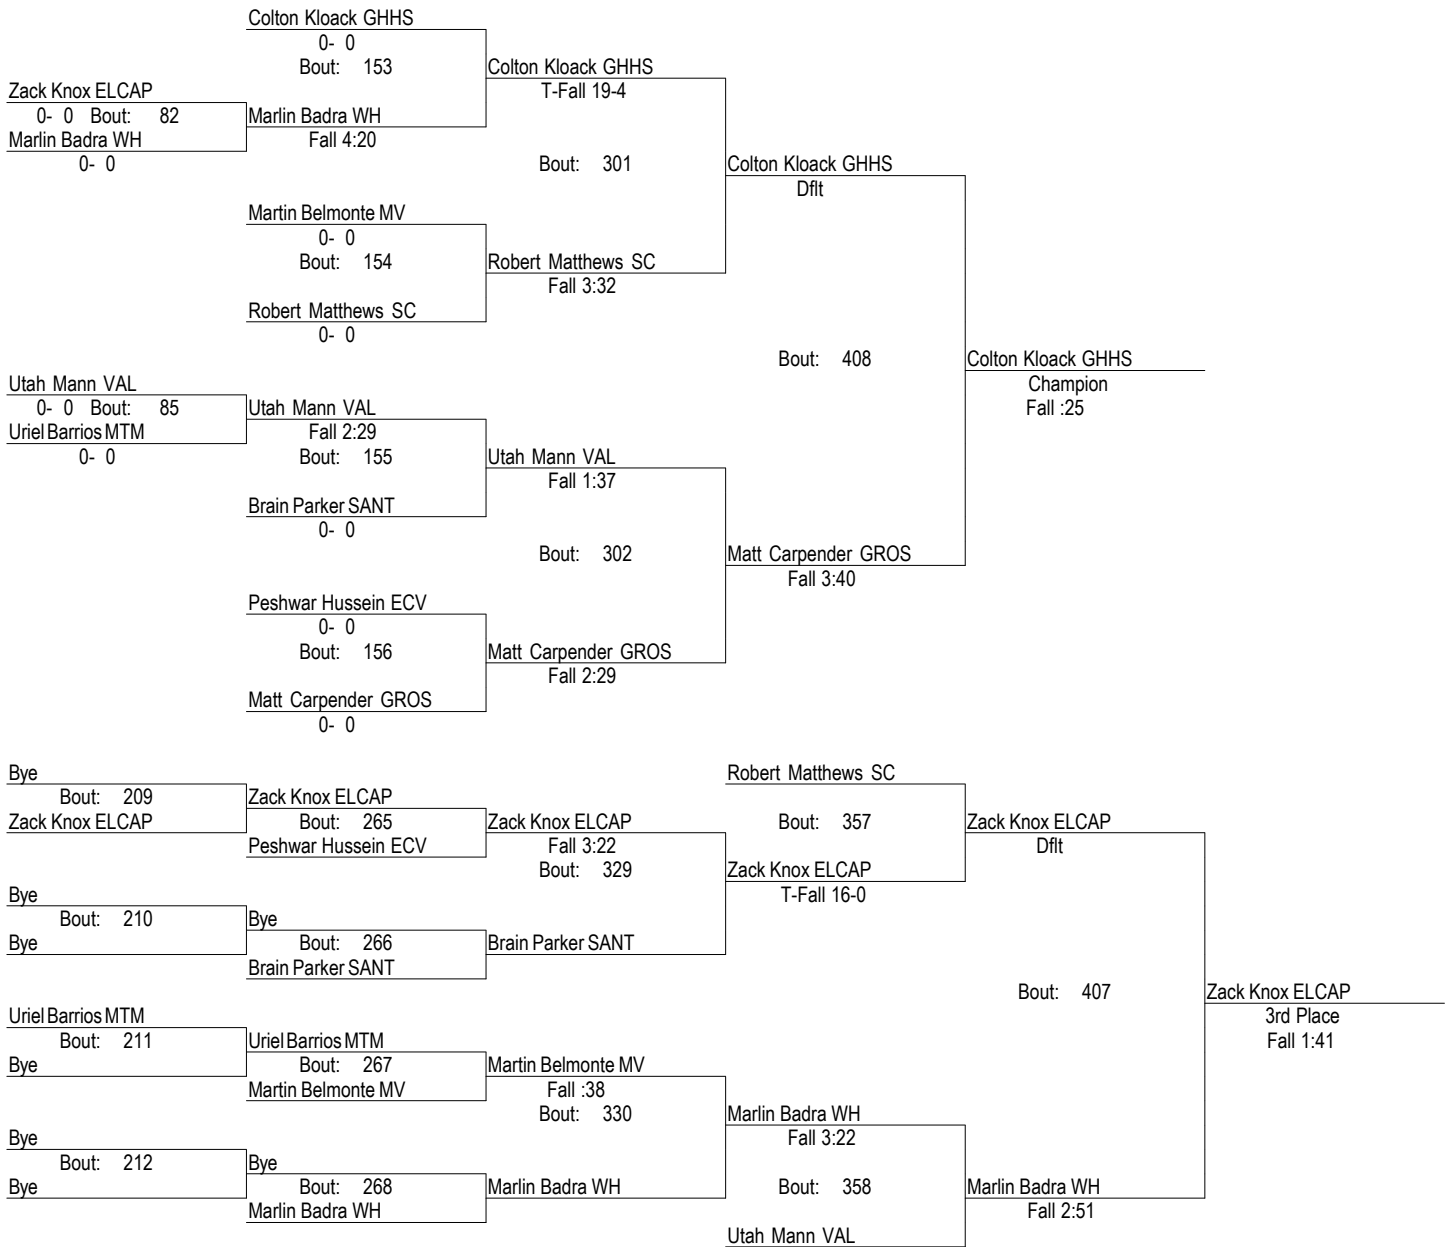 Colton Kloack GHHS
0- 0
Bout: 153
Colton Kloack GHHS
T-Fall 19-4
Zack Knox ELCAP
0- 0 Bout: 82
Marlin Badra WH
Fall 4:20
Marlin Badra WH
0- 0
Bout: 301
Colton Kloack GHHS
Dflt
Martin Belmonte MV
0- 0
Bout: 154
Robert Matthews SC
Fall 3:32
Robert Matthews SC
0- 0
Bout: 408
Colton Kloack GHHS
Champion
Fall :25
Utah Mann VAL
0- 0 Bout: 85
Utah Mann VAL
Fall 2:29
Uriel Barrios MTM
0- 0
Bout: 155
Utah Mann VAL
Fall 1:37
Brain Parker SANT
0- 0
Bout: 302
Matt Carpender GROS
Fall 3:40
Peshwar Hussein ECV
0- 0
Bout: 156
Matt Carpender GROS
Fall 2:29
Matt Carpender GROS
0- 0
Bye
Robert Matthews SC
Bout: 209
Zack Knox ELCAP
Zack Knox ELCAP
Bout: 265
Zack Knox ELCAP
Bout: 357
Zack Knox ELCAP
Peshwar Hussein ECV
Fall 3:22
Dflt
Bout: 329
Zack Knox ELCAP
T-Fall 16-0
Bye
Bout: 210
Bye
Bye
Bout: 266
Brain Parker SANT
Brain Parker SANT
Bout: 407
Zack Knox ELCAP
3rd Place
Fall 1:41
Uriel Barrios MTM
Bout: 211
Uriel Barrios MTM
Bye
Bout: 267
Martin Belmonte MV
Martin Belmonte MV
Fall :38
Bout: 330
Marlin Badra WH
Fall 3:22
Bye
Bout: 212
Bye
Bye
Bout: 268
Marlin Badra WH
Bout: 358
Marlin Badra WH
Marlin Badra WH
Fall 2:51
Utah Mann VAL